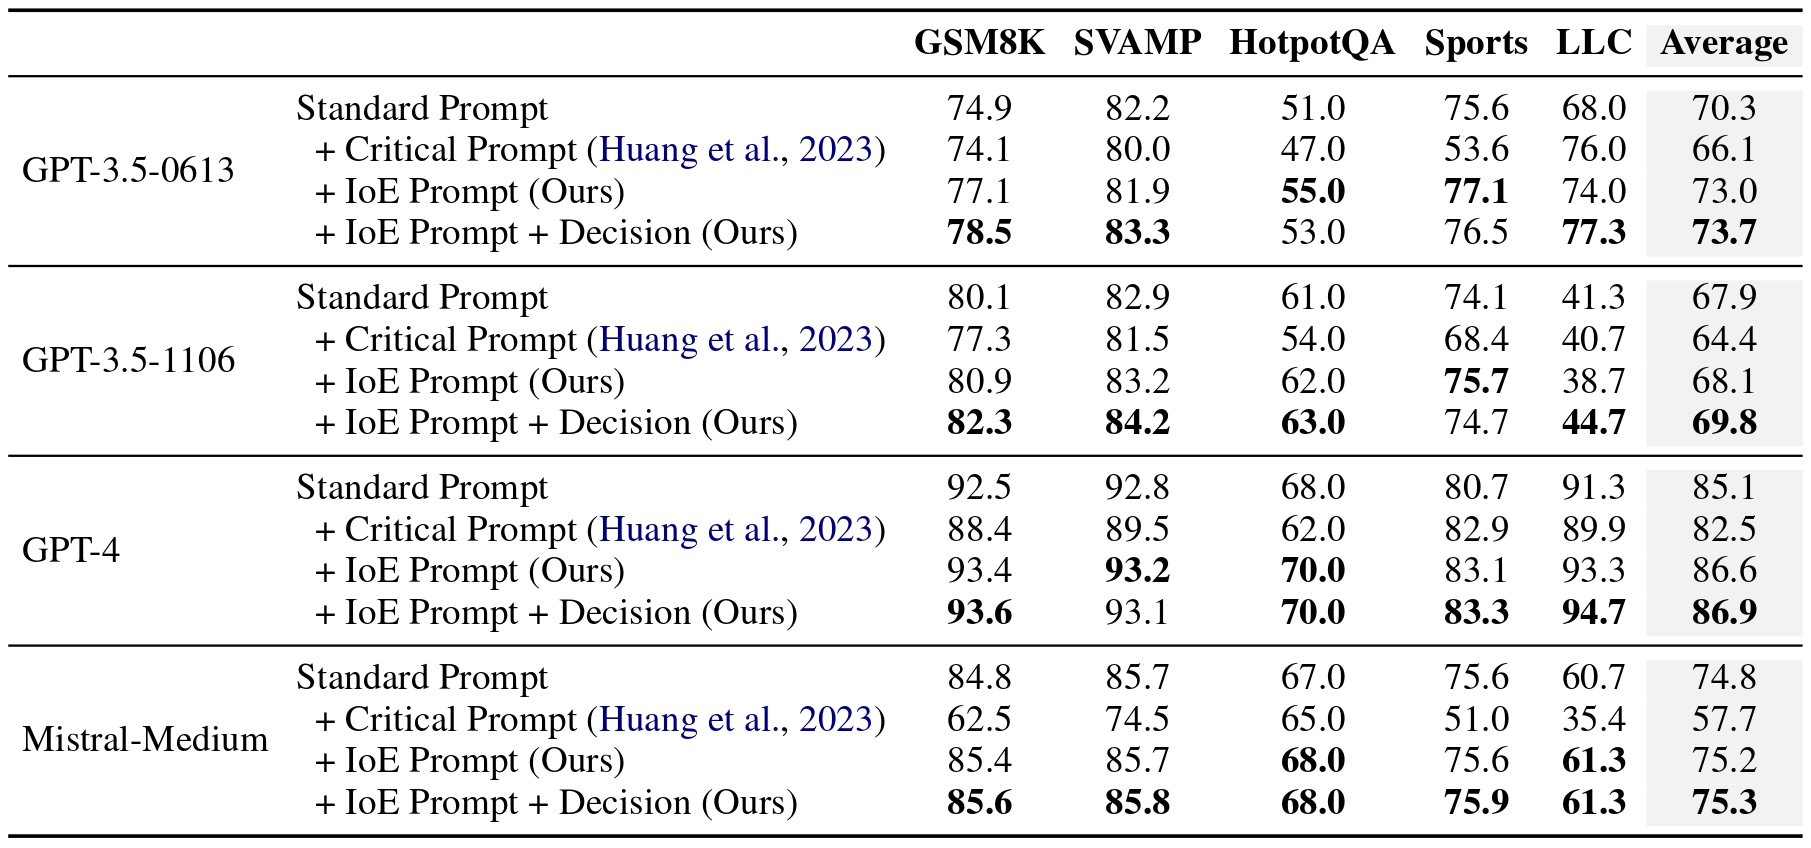 GSM8K SVAMP HotpotQA Sports LLC Average
Standard Prompt 74.9 82.2 51.0 75.6 68.0 70.3
+ Critical Prompt (Huang et al., 2023) 74.1 80.0 47.0 53.6 76.0 66.1
GPT-3.5-0613
+ IoE Prompt (Ours) 77.1 81.9 55.0 77.1 74.0 73.0
+ IoE Prompt + Decision (Ours) 78.5 83.3 53.0 76.5 77.3 73.7
Standard Prompt 80.1 82.9 61.0 74.1 41.3 67.9
+ Critical Prompt (Huang et al., 2023) 77.3 81.5 54.0 68.4 40.7 64.4
GPT-3.5-1106
+ IoE Prompt (Ours) 80.9 83.2 62.0 75.7 38.7 68.1
+ IoE Prompt + Decision (Ours) 82.3 84.2 63.0 74.7 44.7 69.8
Standard Prompt 92.5 92.8 68.0 80.7 91.3 85.1
+ Critical Prompt (Huang et al., 2023) 88.4 89.5 62.0 82.9 89.9 82.5
GPT-4
+ IoE Prompt (Ours) 93.4 93.2 70.0 83.1 93.3 86.6
+ IoE Prompt + Decision (Ours) 93.6 93.1 70.0 83.3 94.7 86.9
Standard Prompt 84.8 85.7 67.0 75.6 60.7 74.8
+ Critical Prompt (Huang et al., 2023) 62.5 74.5 65.0 51.0 35.4 57.7
Mistral-Medium
+ IoE Prompt (Ours) 85.4 85.7 68.0 75.6 61.3 75.2
+ IoE Prompt + Decision (Ours) 85.6 85.8 68.0 75.9 61.3 75.3